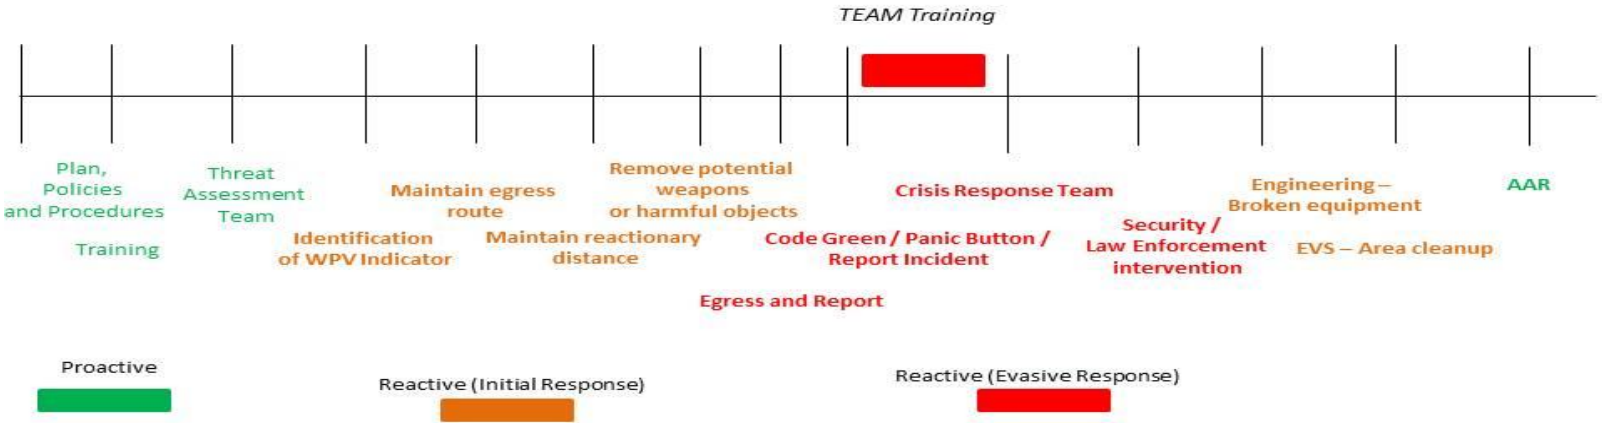 TEAM Training
Plan,
Policies
and Procedures
Training
Threat
Assessment
Team
Identification
of WPV Indicator
Maintain egress
route
Maintain reactionary
distance
Remove potential
weapons
or harmful objects
Egress and Report
Code Green / Panic Button /
Report Incident
Crisis Response Team
Security /
Law Enforcement
intervention
Engineering –
Broken equipment
EVS – Area cleanup
AAR
Proactive
Reactive (Initial Response)
Reactive (Evasive Response)